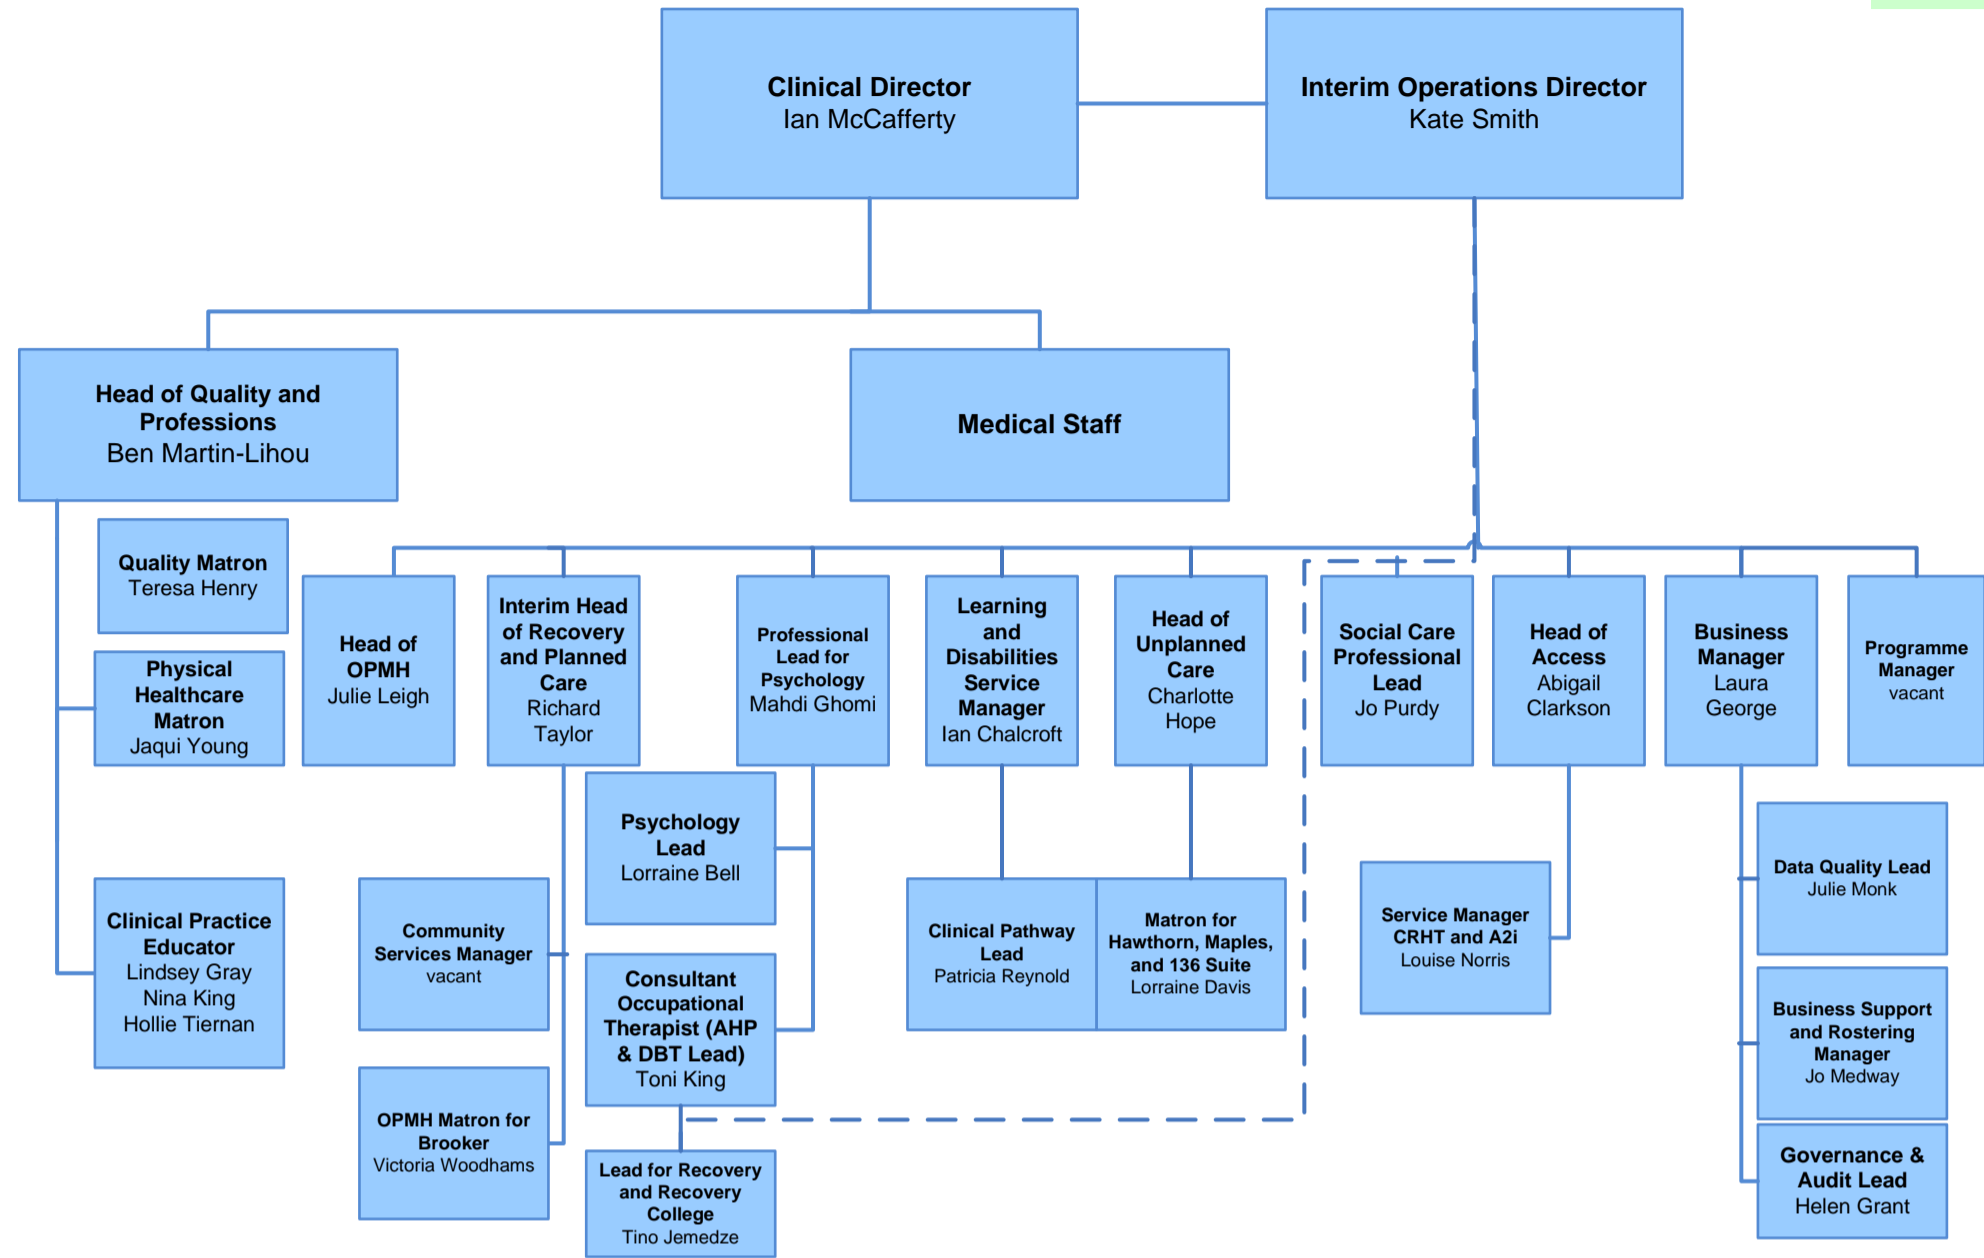 Clinical Director
Ian McCafferty
Interim Operations Director
Kate Smith
Head of Quality and
Professions
Ben Martin-Lihou
Medical Staff
Quality Matron
Teresa Henry
Physical
Healthcare
Matron
Jaqui Young
Clinical Practice
Educator
Lindsey Gray
Nina King
Hollie Tiernan
Head of
OPMH
Julie Leigh
Interim Head
of Recovery
and Planned
Care
Richard
Taylor
Professional
Lead for
Psychology
Mahdi Ghomi
Learning
and
Disabilities
Service
Manager
Ian Chalcroft
Head of
Unplanned
Care
Charlotte
Hope
Social Care
Professional
Lead
Jo Purdy
Head of
Access
Abigail
Clarkson
Business
Manager
Laura
George
Programme
Manager
vacant
Community
Services Manager
vacant
OPMH Matron for
Brooker
Victoria Woodhams
Psychology
Lead
Lorraine Bell
Consultant
Occupational
Therapist (AHP
& DBT Lead)
Toni King
Lead for Recovery
and Recovery
College
Tino Jemedze
Clinical Pathway
Lead
Patricia Reynold
Matron for
Hawthorn, Maples,
and 136 Suite
Lorraine Davis
Service Manager
CRHT and A2i
Louise Norris
Data Quality Lead
Julie Monk
Business Support
and Rostering
Manager
Jo Medway
Governance &
Audit Lead
Helen Grant